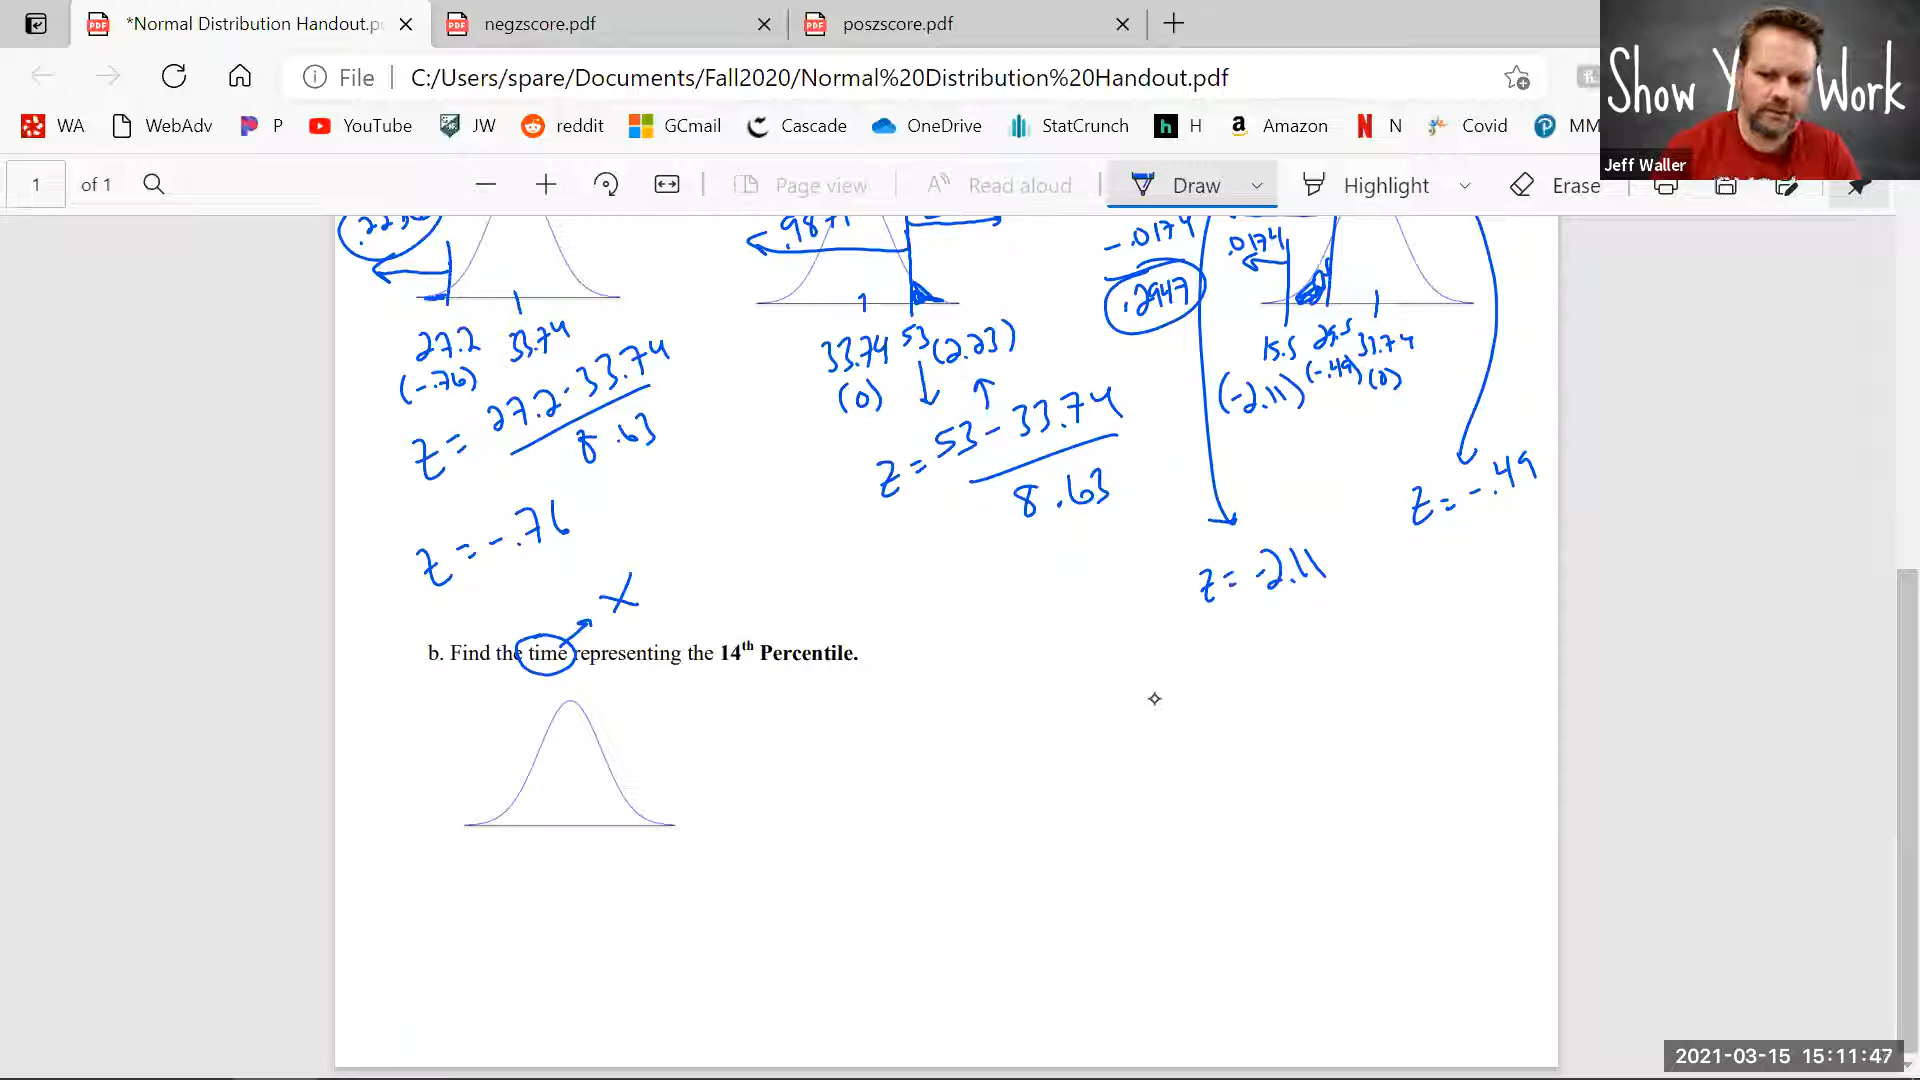 *Normal Distribution Handout.p
negzscore.pdf
poszscore.pdf
File
C:/Users/spare/Documents/Fall2020/Normal%20Distribution%20Handout.pdf
WA
WebAdv
P
YouTube
JW
reddit
GCmail
Cascade
OneDrive
StatCrunch
H
Amazon
N
Covid
MM
Show Y Work
Jeff Waller
1
of 1
Page view
Read aloud
Draw
Highlight
Erase
- .0174
.2947
.0174
27.2 33.74
(-.76)
z = 27.2 - 33.74
8.63
z = -.76
33.74 53 (2.23)
(0)
z = 53 - 33.74
8.63
15.5 29.5 33.74
(-2.11) (-.49) (0)
z = -.49
z = -2.11
X
b. Find the time representing the 14th Percentile.
2021-03-15 15:11:47